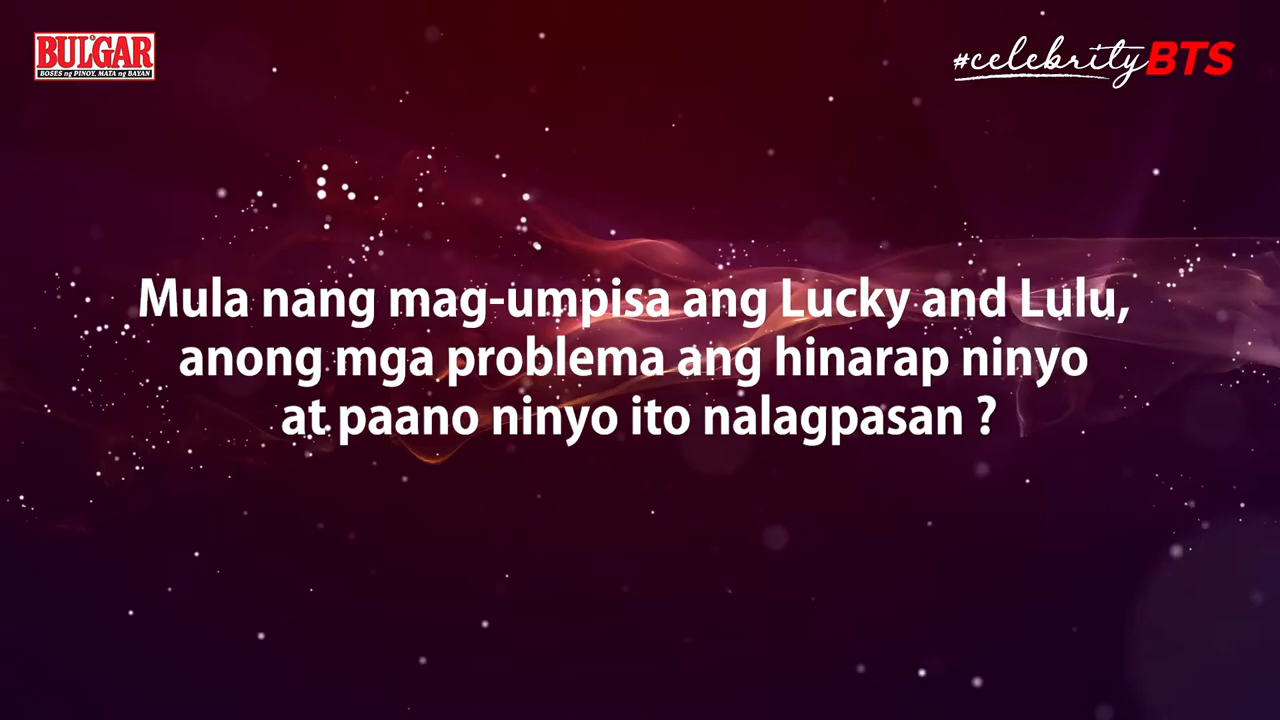 BULGAR
BOSES ng PINOY, MATA ng BAYAN
#celebrityBTS
Mula nang mag-umpisa ang Lucky and Lulu,
anong mga problema ang hinarap ninyo
at paano ninyo ito nalagpasan ?